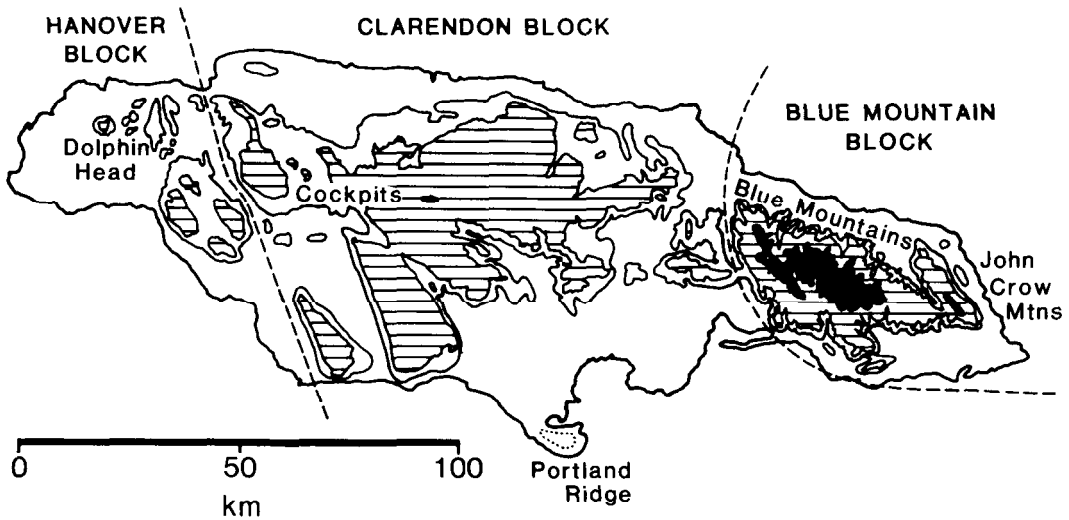 HANOVER
BLOCK
CLARENDON BLOCK
BLUE MOUNTAIN
BLOCK
Dolphin
Head
Cockpits
Blue Mountains
John
Crow
Mtns
Portland
Ridge
0 50 100
km